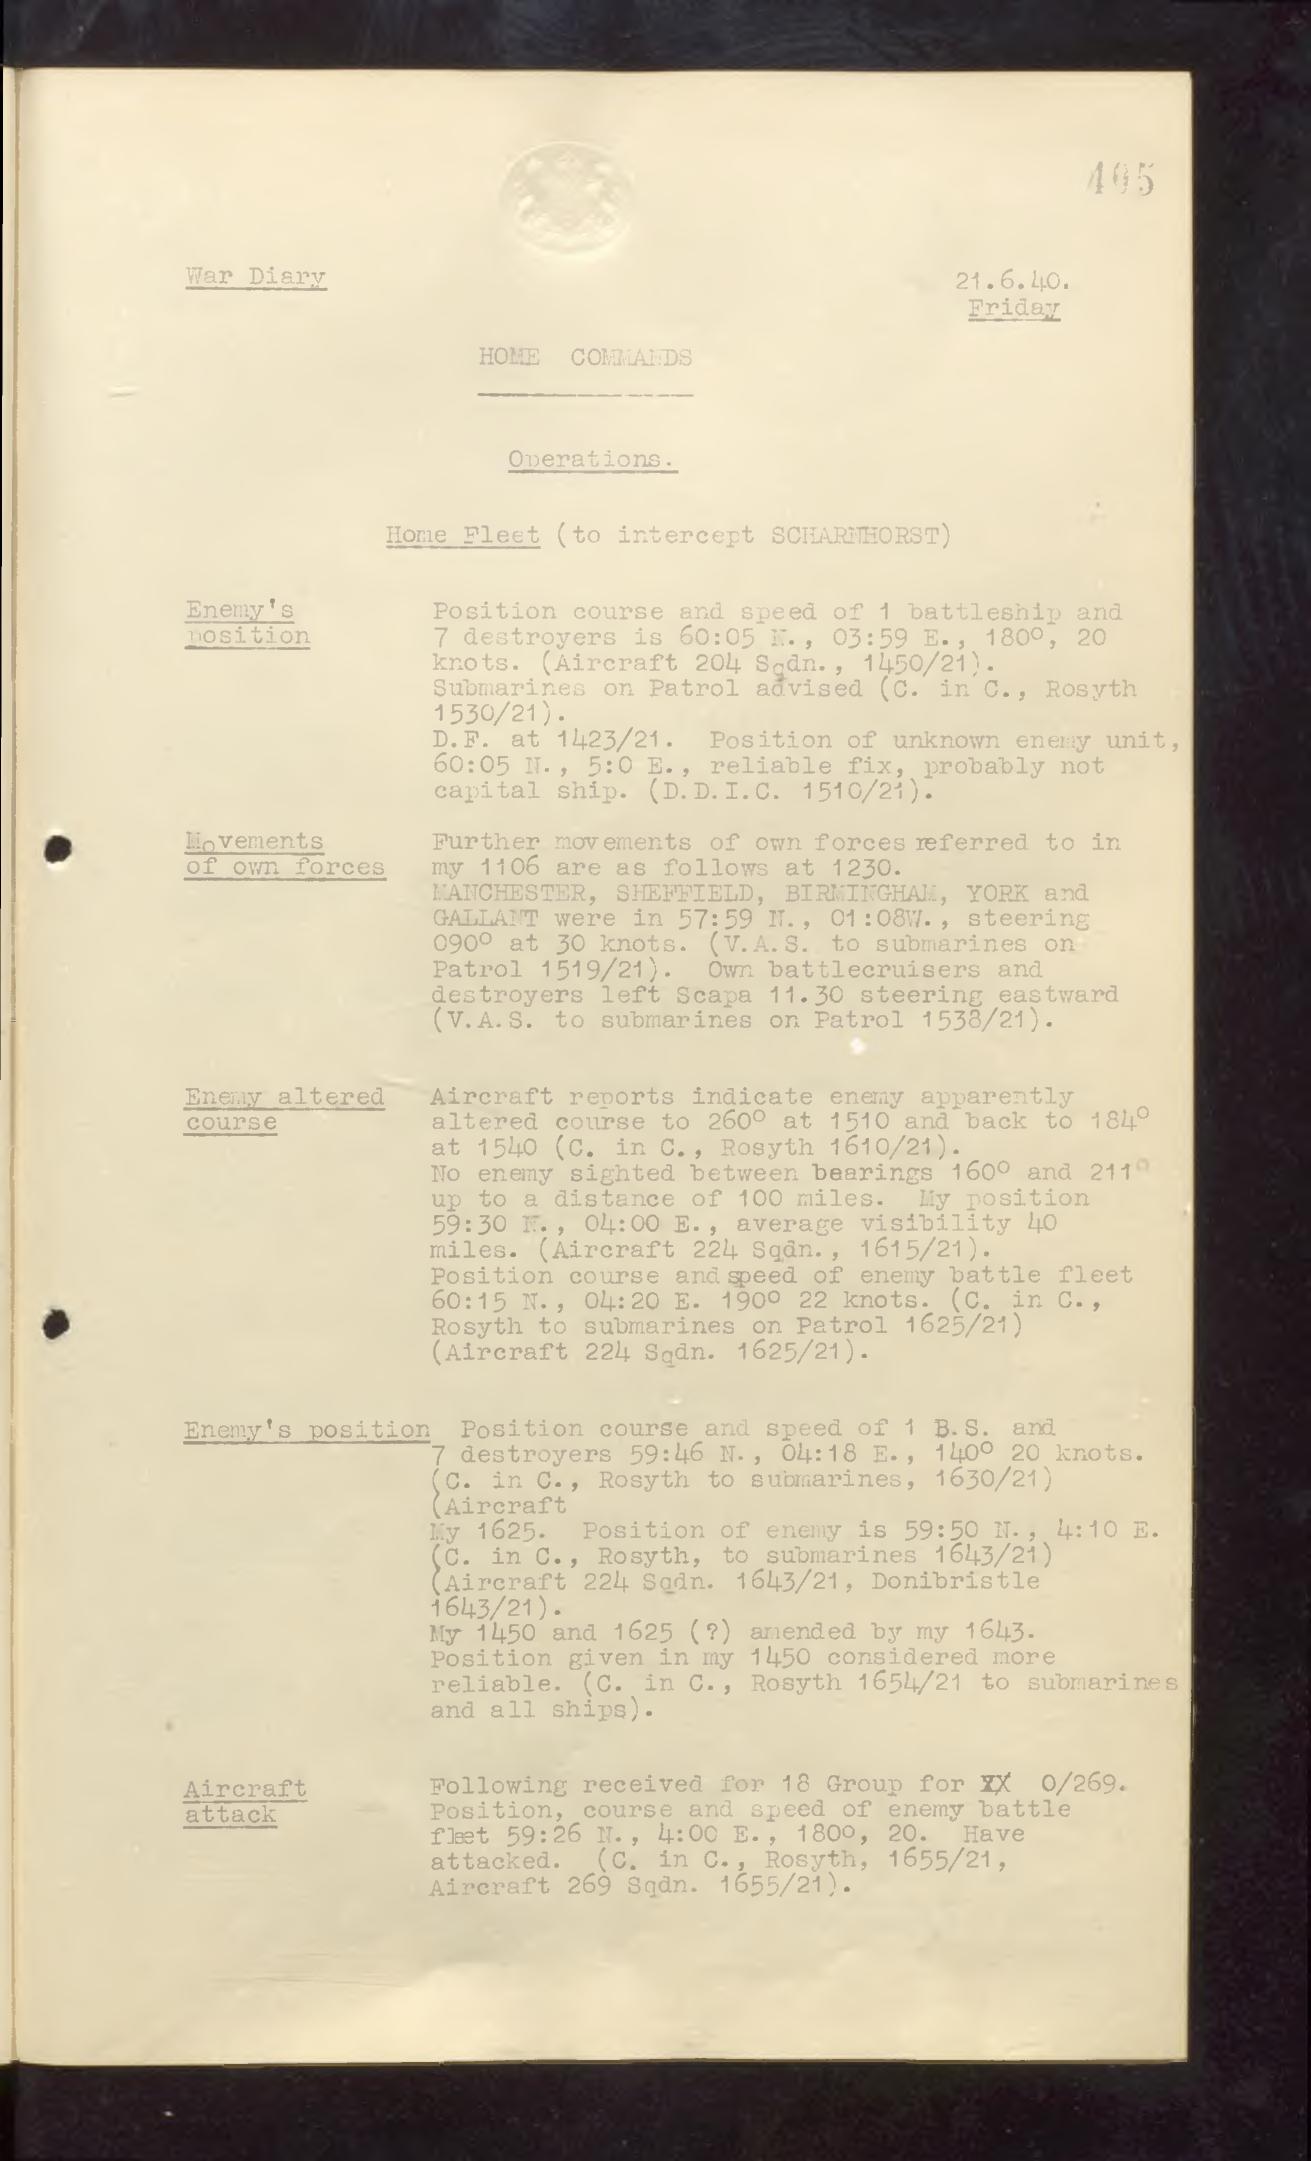 405
War Diary
21.6.40.
Friday
HOME COMMANDS
Operations.
Home Fleet (to intercept SCHARNHORST)
Enemy's
position
Position course and speed of 1 battleship and
7 destroyers is 60:05 N., 03:59 E., 180°, 20
knots. (Aircraft 204 Sqdn., 1450/21).
Submarines on Patrol advised (C. in C., Rosyth
1530/21).
D.F. at 1423/21. Position of unknown enemy unit,
60:05 N., 5:0 E., reliable fix, probably not
capital ship. (D.D.I.C. 1510/21).
Movements
of own forces
Further movements of own forces referred to in
my 1106 are as follows at 1230.
MANCHESTER, SHEFFIELD, BIRMINGHAM, YORK and
GALLANT were in 57:59 N., 01:08W., steering
090° at 30 knots. (V.A.S. to submarines on
Patrol 1519/21). Own battlecruisers and
destroyers left Scapa 11.30 steering eastward
(V.A.S. to submarines on Patrol 1538/21).
Enemy altered
course
Aircraft reports indicate enemy apparently
altered course to 260° at 1510 and back to 184°
at 1540 (C. in C., Rosyth 1610/21).
No enemy sighted between bearings 160° and 211°
up to a distance of 100 miles. My position
59:30 N., 04:00 E., average visibility 40
miles. (Aircraft 224 Sqdn., 1615/21).
Position course and speed of enemy battle fleet
60:15 N., 04:20 E. 190° 22 knots. (C. in C.,
Rosyth to submarines on Patrol 1625/21)
(Aircraft 224 Sqdn. 1625/21).
Enemy's position Position course and speed of 1 B.S. and
7 destroyers 59:46 N., 04:18 E., 140° 20 knots.
(C. in C., Rosyth to submarines, 1630/21)
(Aircraft
My 1625. Position of enemy is 59:50 N., 4:10 E.
(C. in C., Rosyth, to submarines 1643/21)
(Aircraft 224 Sqdn. 1643/21, Donibristle
1643/21).
My 1450 and 1625 (?) amended by my 1643.
Position given in my 1450 considered more
reliable. (C. in C., Rosyth 1654/21 to submarines
and all ships).
Aircraft
attack
Following received for 18 Group for XX 0/269.
Position, course and speed of enemy battle
fleet 59:26 N., 4:00 E., 180°, 20. Have
attacked. (C. in C., Rosyth, 1655/21,
Aircraft 269 Sqdn. 1655/21).